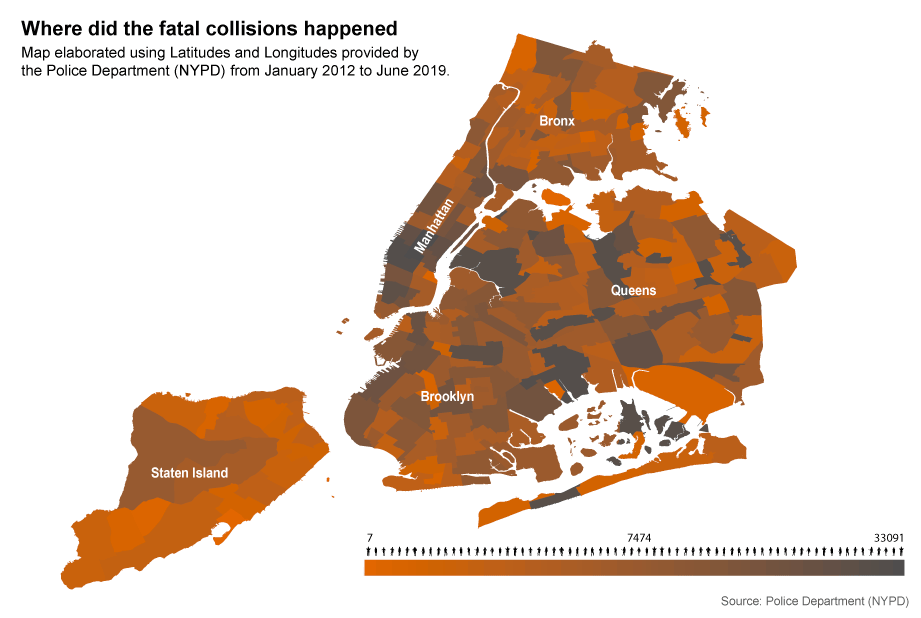 Where did the fatal collisions happened
Map elaborated using Latitudes and Longitudes provided by
the Police Department (NYPD) from January 2012 to June 2019.
Bronx
Manhattan
Queens
Brooklyn
Staten Island
7 7474 33091
Source: Police Department (NYPD)